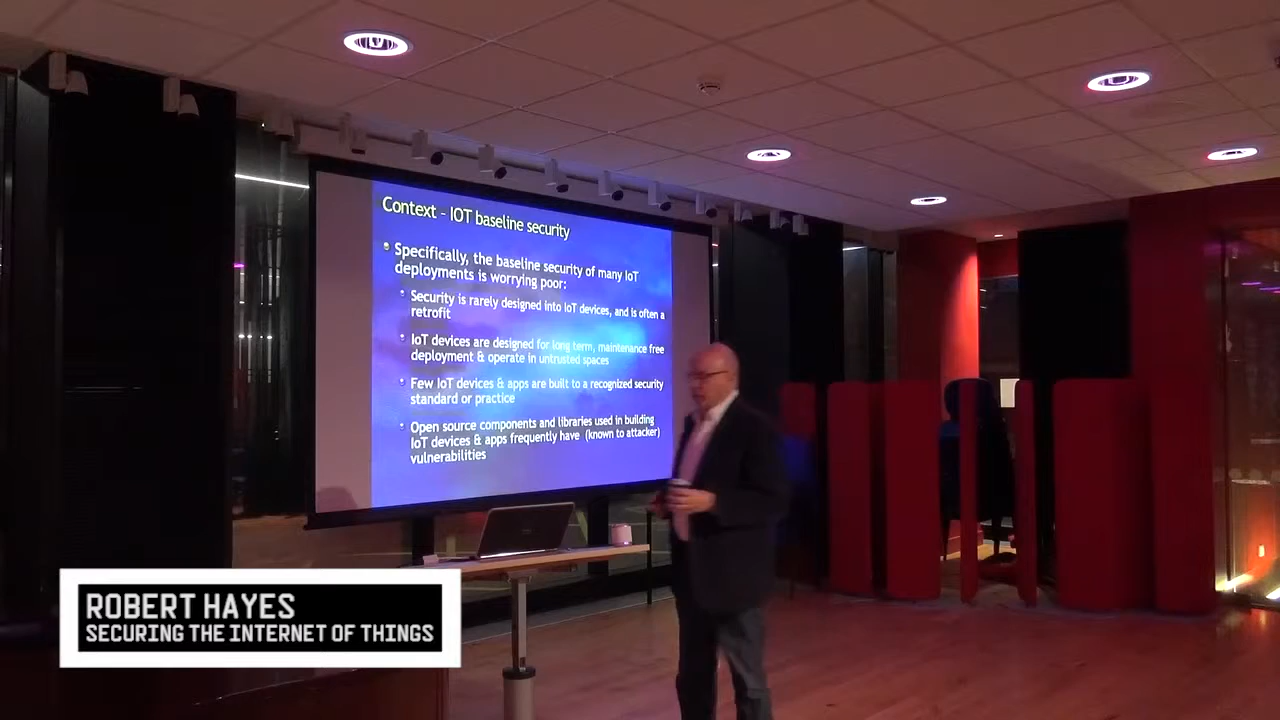 Context - IOT baseline security
Specifically, the baseline security of many IoT
deployments is worrying poor:
Security is rarely designed into IoT devices, and is often a
retrofit
IoT devices are designed for long term, maintenance free
deployment & operate in untrusted spaces
Few IoT devices & apps are built to a recognized security
standard or practice
Open source components and libraries used in building
IoT devices & apps frequently have (known to attacker)
vulnerabilities
ROBERT HAYES
SECURING THE INTERNET OF THINGS